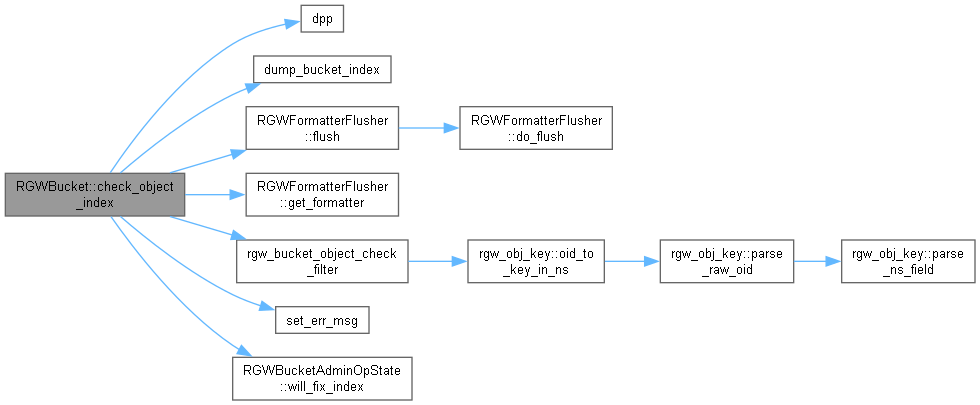 dpp
dump_bucket_index
RGWFormatterFlusher
::flush
RGWFormatterFlusher
::do_flush
RGWBucket::check_object
_index
RGWFormatterFlusher
::get_formatter
rgw_bucket_object_check
_filter
rgw_obj_key::oid_to
_key_in_ns
rgw_obj_key::parse
_raw_oid
rgw_obj_key::parse
_ns_field
set_err_msg
RGWBucketAdminOpState
::will_fix_index